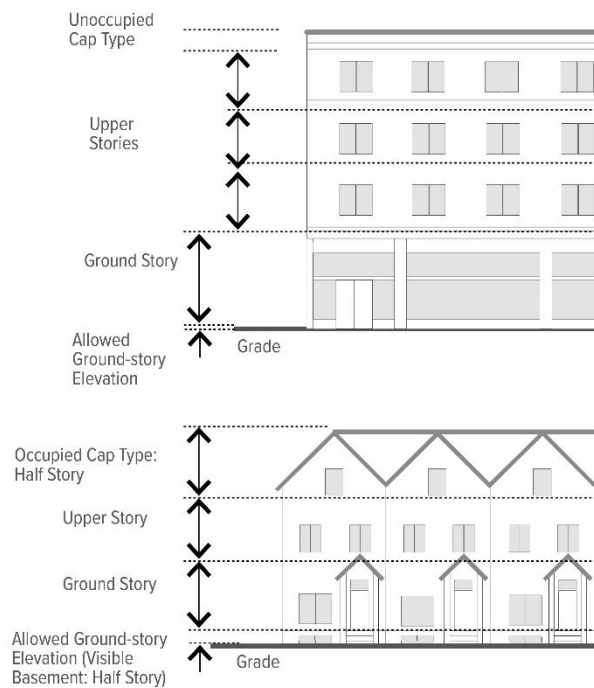 Unoccupied
Cap Type
Upper
Stories
Ground Story
Allowed
Ground-story
Elevation
Grade
Occupied Cap Type:
Half Story
Upper Story
Ground Story
Allowed Ground-story
Elevation (Visible
Basement: Half Story)
Grade